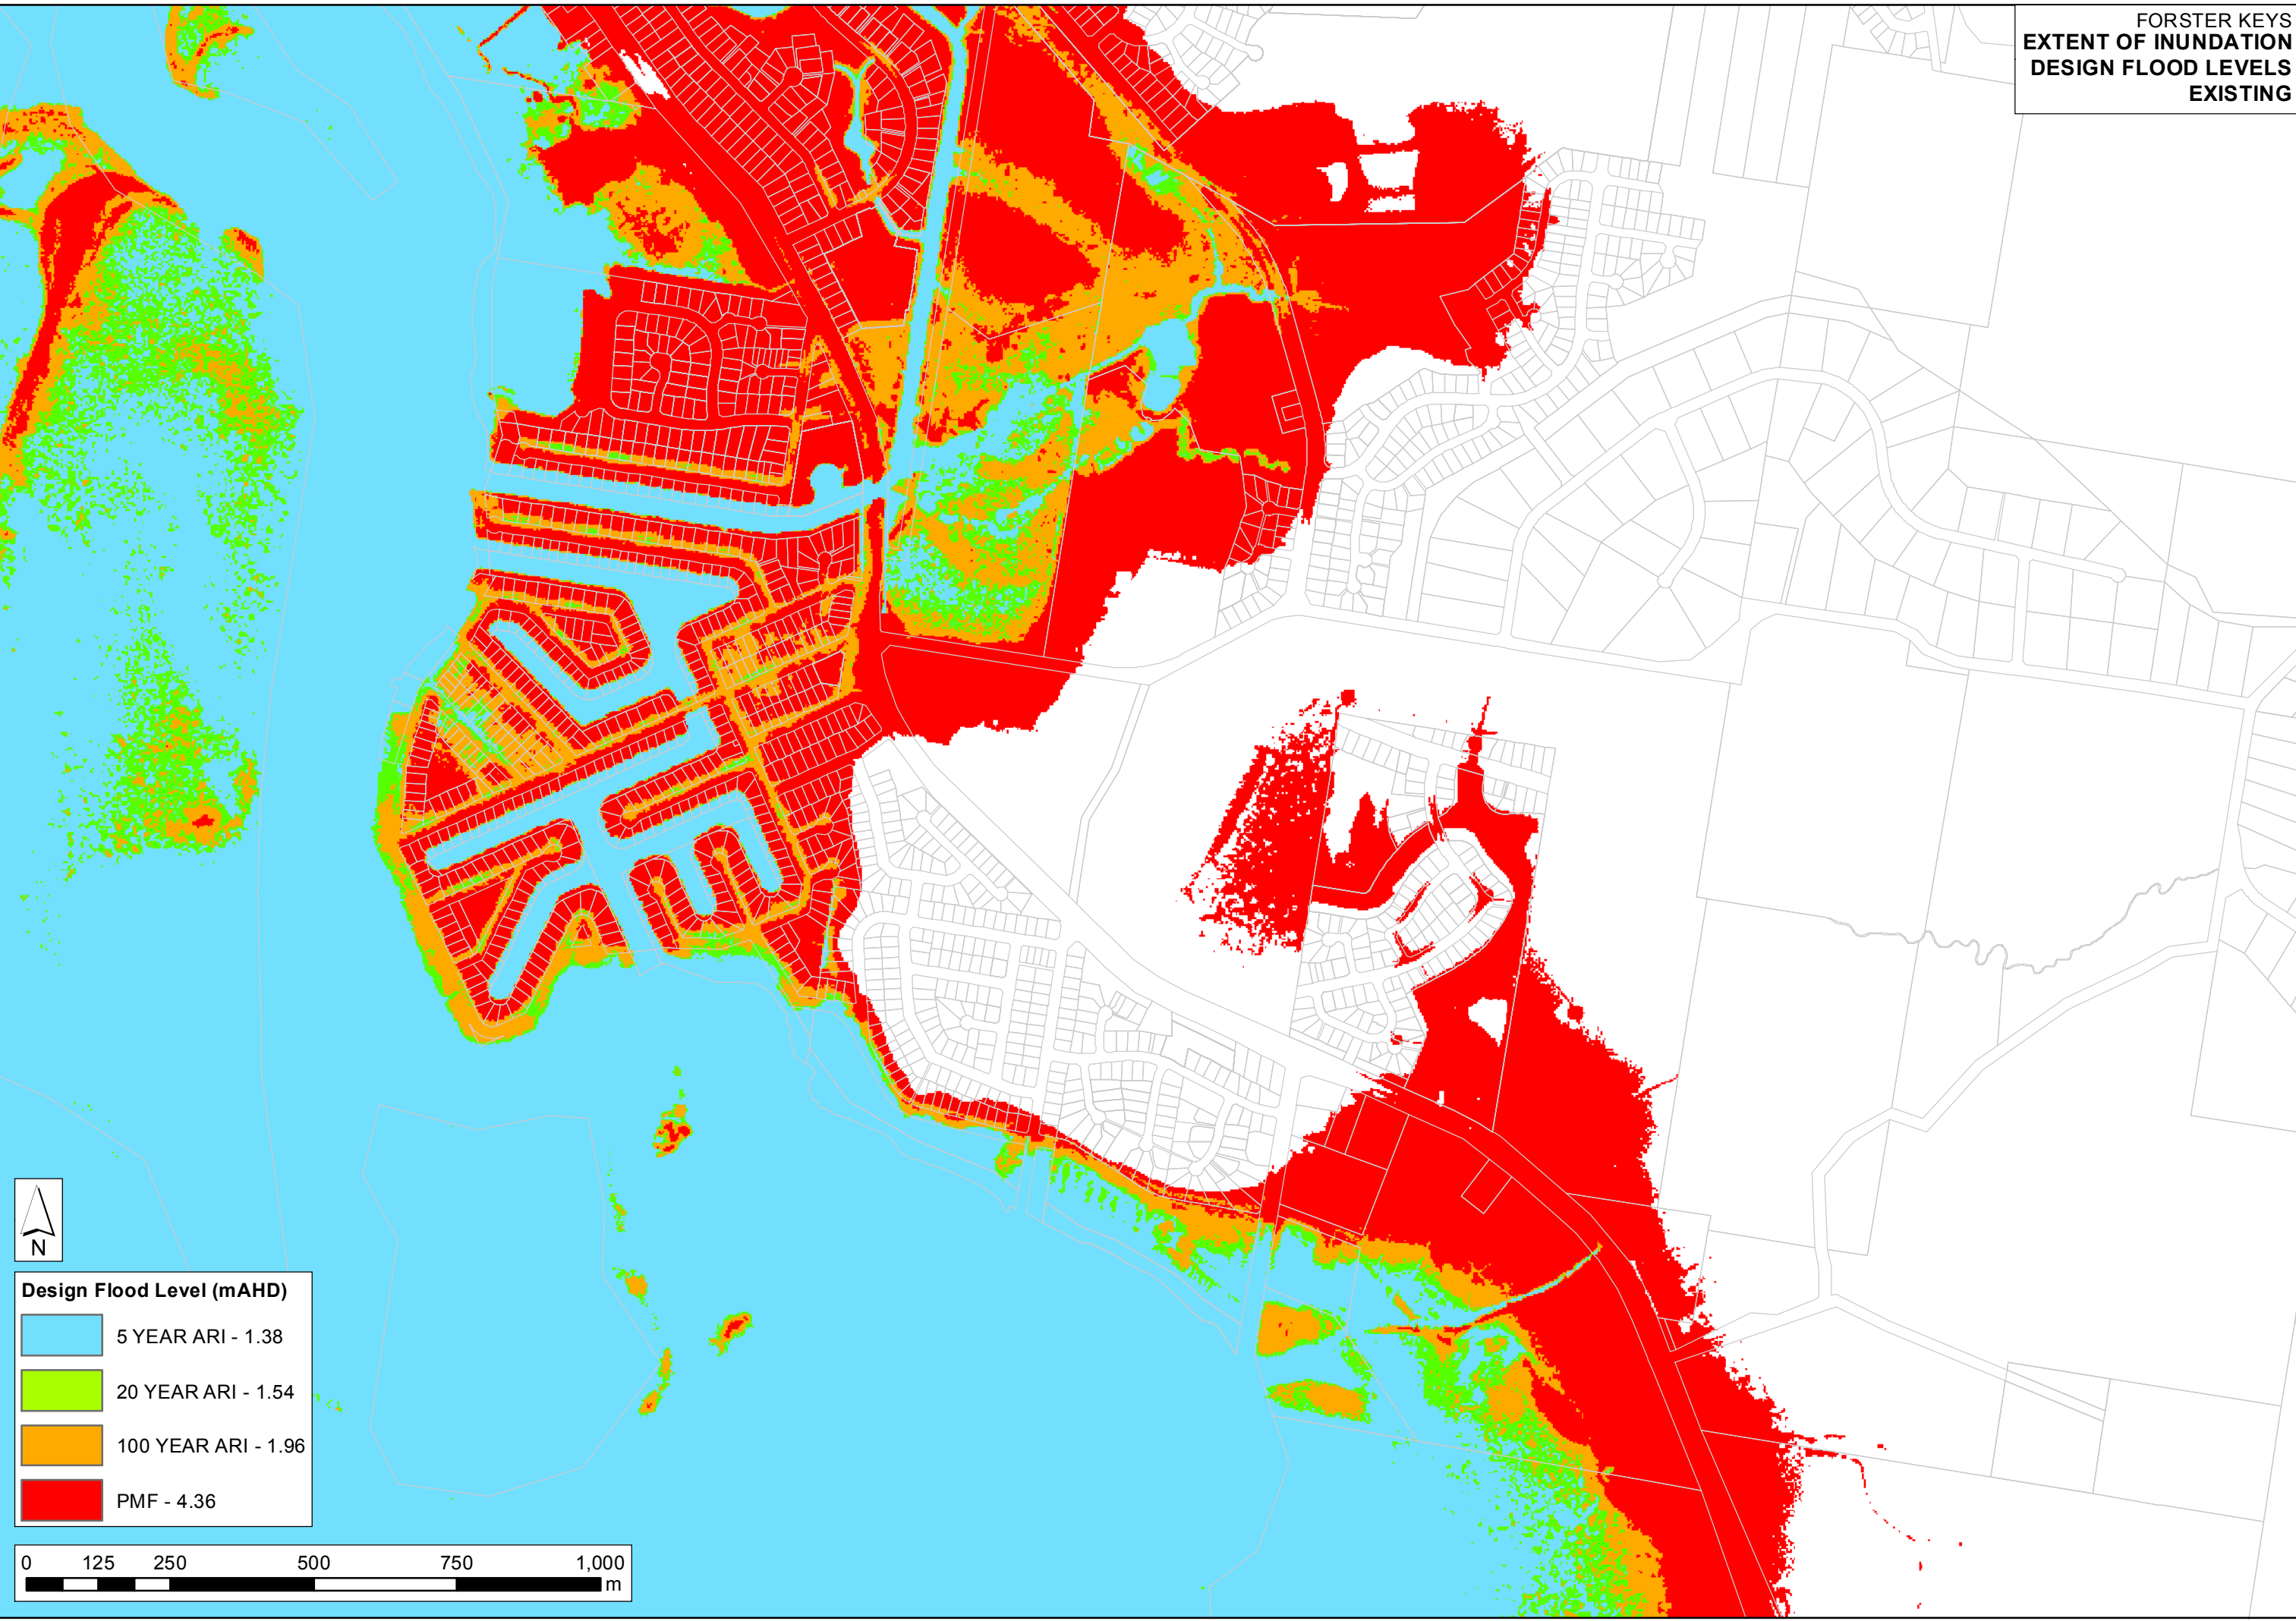 FORSTER KEYS
EXTENT OF INUNDATION
DESIGN FLOOD LEVELS
EXISTING
N
Design Flood Level (mAHD)
5 YEAR ARI - 1.38
20 YEAR ARI - 1.54
100 YEAR ARI - 1.96
PMF - 4.36
0 125 250 500 750 1,000
m